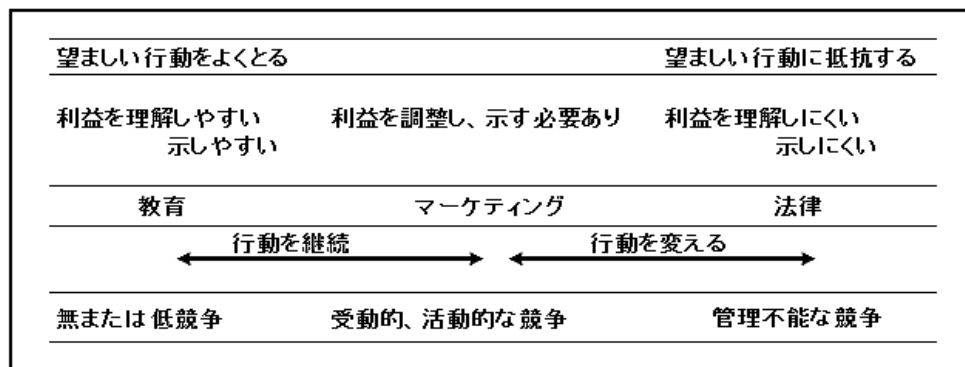 望ましい行動をよくとる 望ましい行動に抵抗する
利益を理解しやすい 利益を調整し、示す必要あり 利益を理解しにくい
示しやすい 示しにくい
教育 マーケティング 法律
行動を継続 行動を変える
無または低競争 受動的、活動的な競争 管理不能な競争